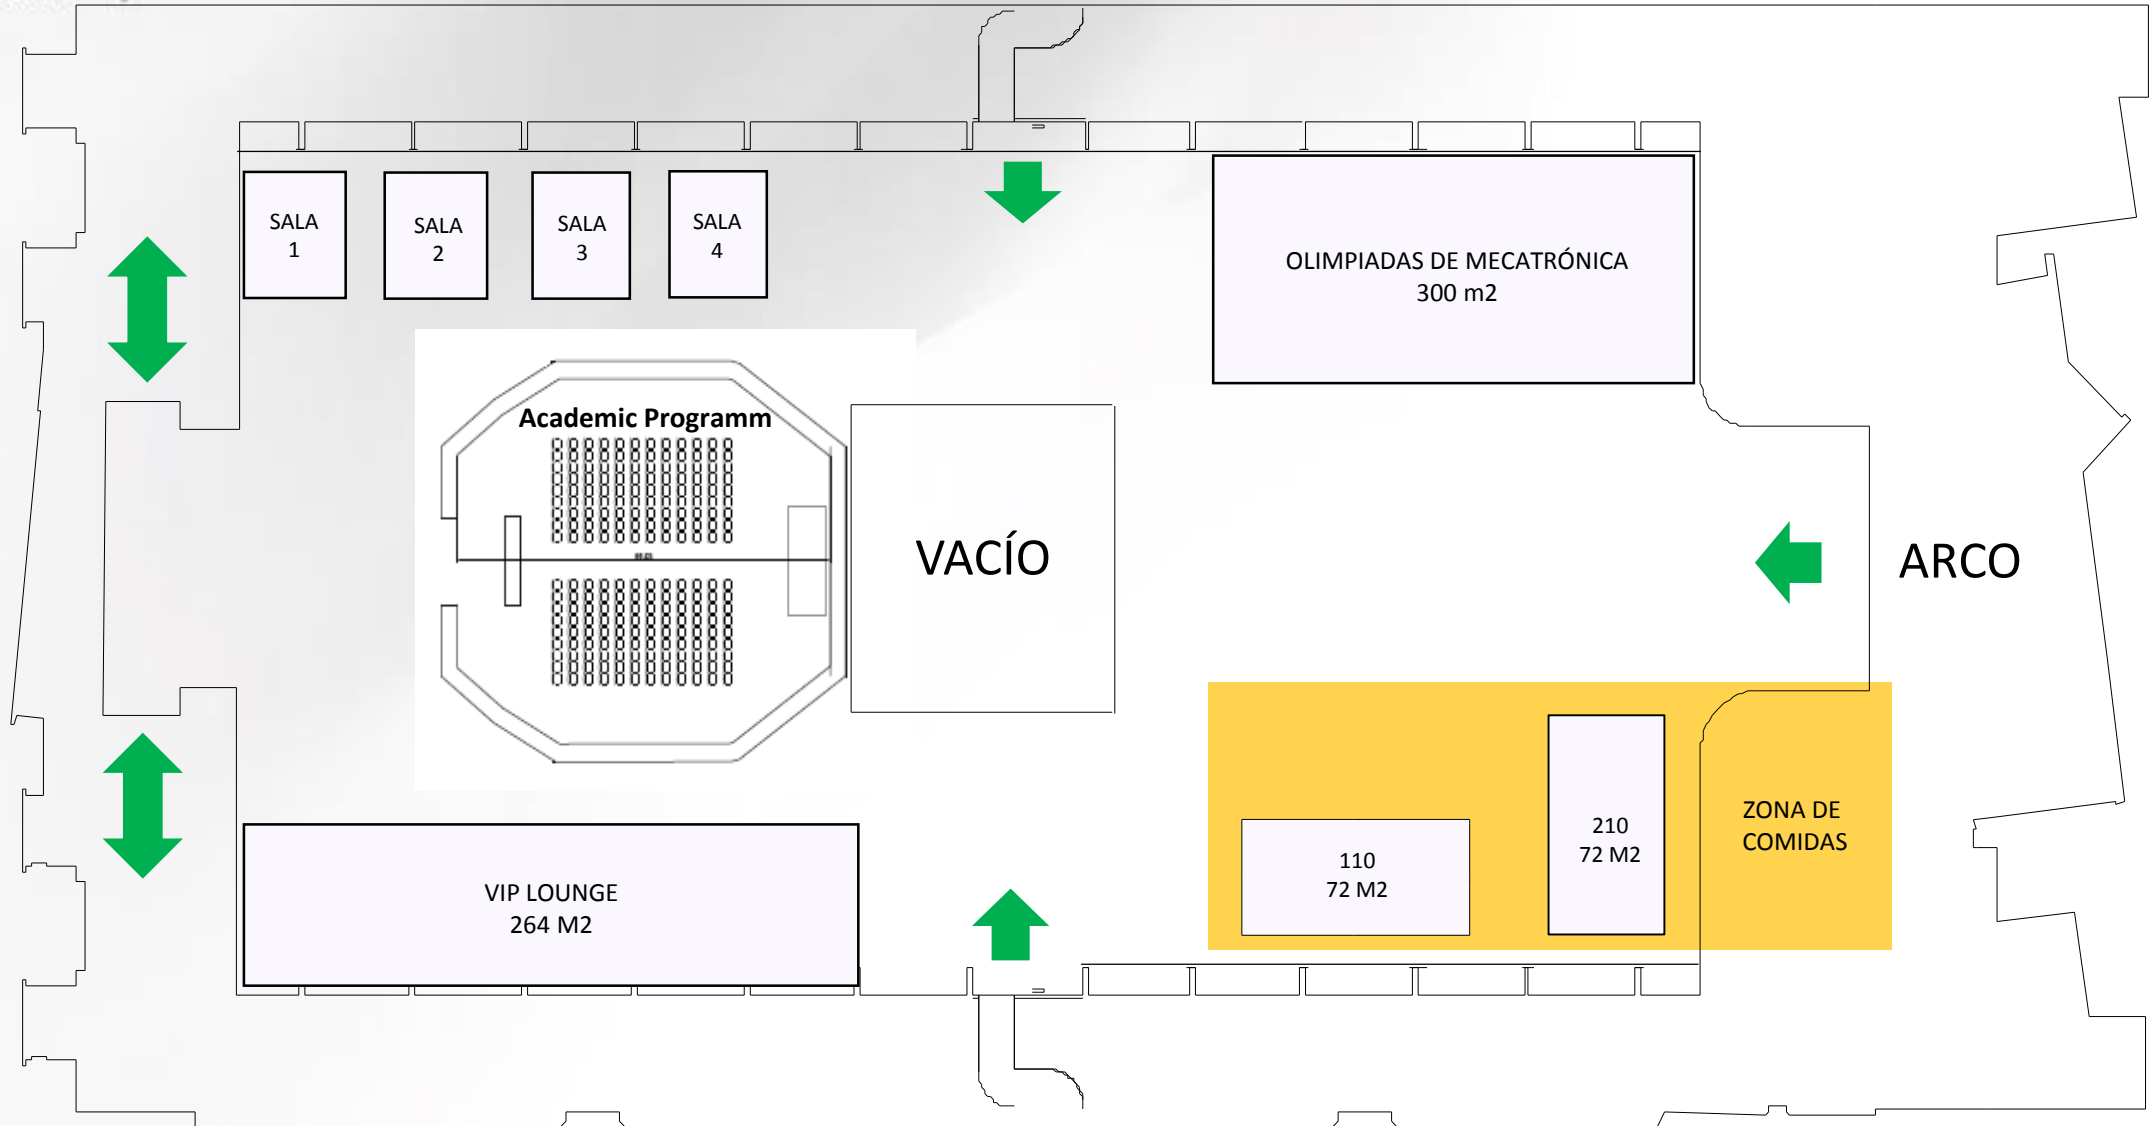 SALA
1
SALA
2
SALA
3
SALA
4
OLIMPIADAS DE MECATRÓNICA
300 m2
Academic Programm
VACÍO
ARCO
ZONA DE
COMIDAS
210
72 M2
110
72 M2
VIP LOUNGE
264 M2